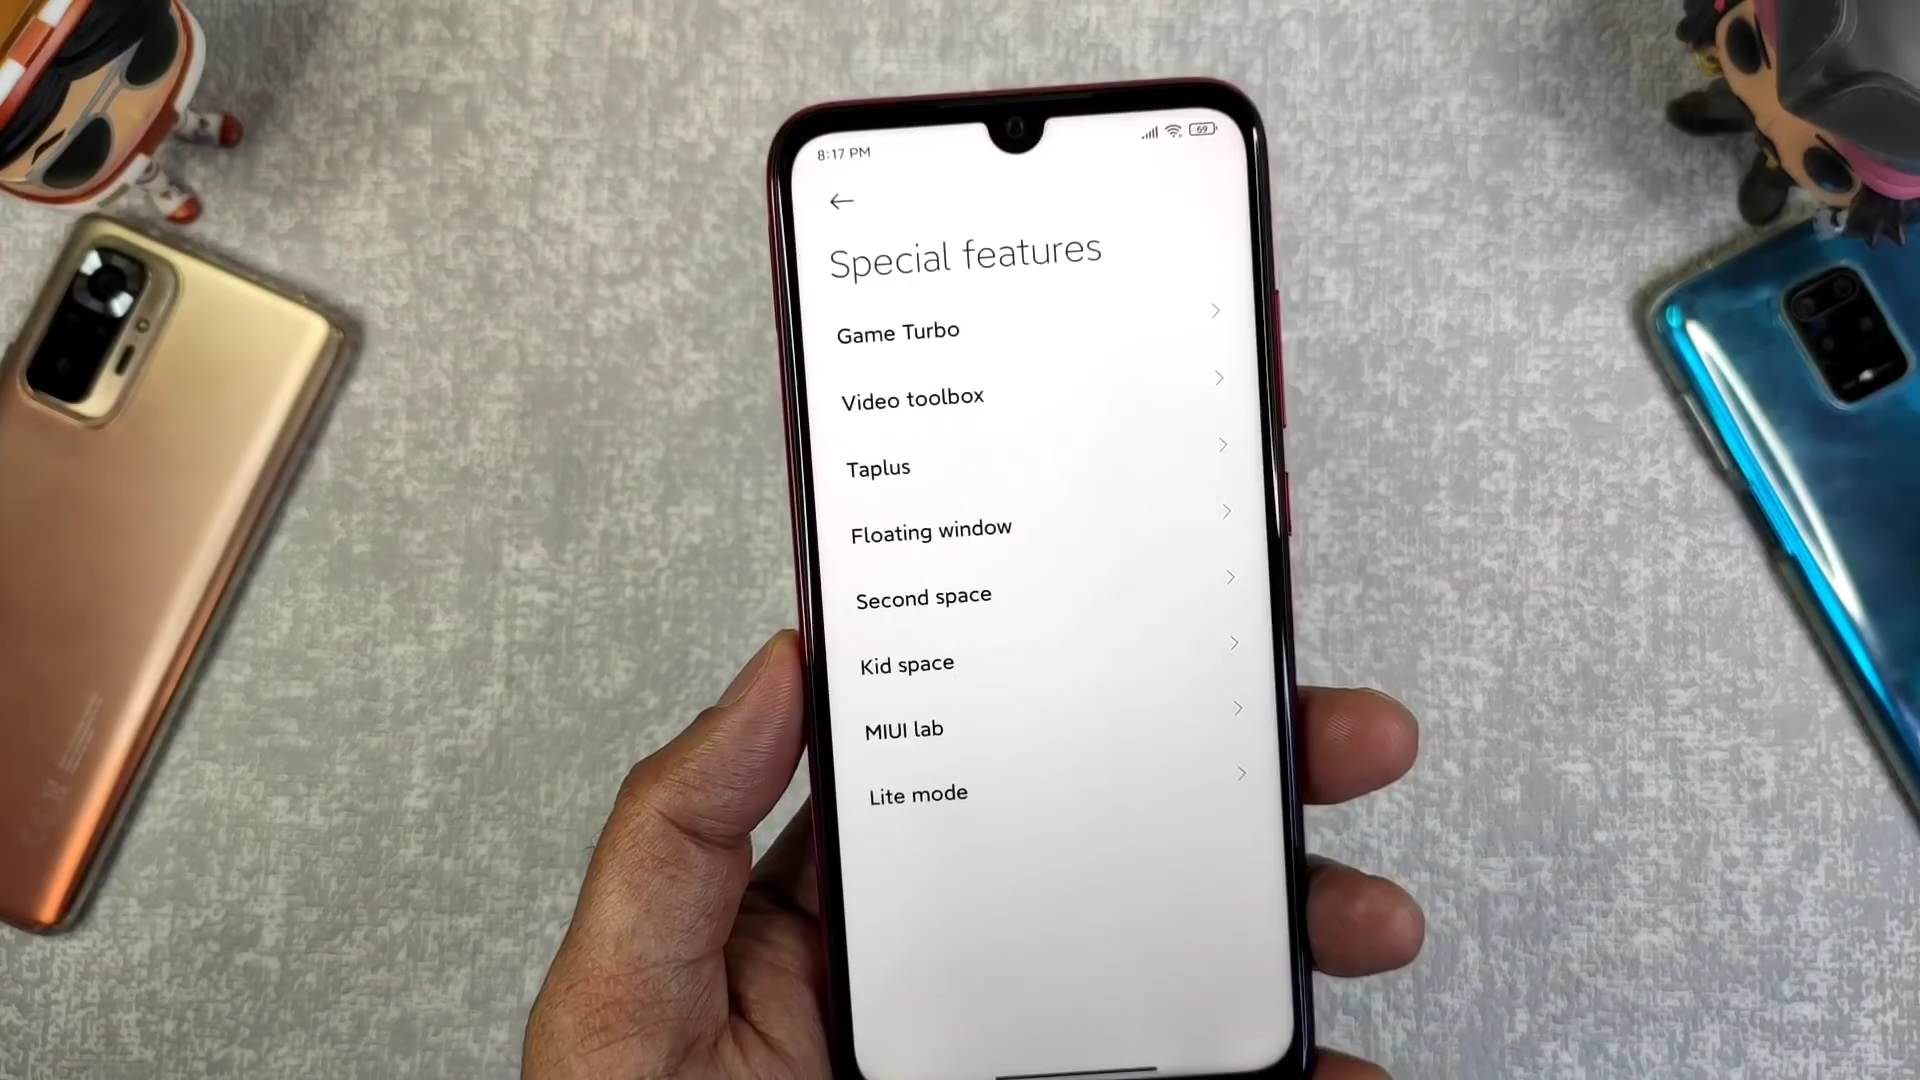 8:17 PM
69
Special features
Game Turbo
Video toolbox
Taplus
Floating window
Second space
Kid space
MIUI lab
Lite mode